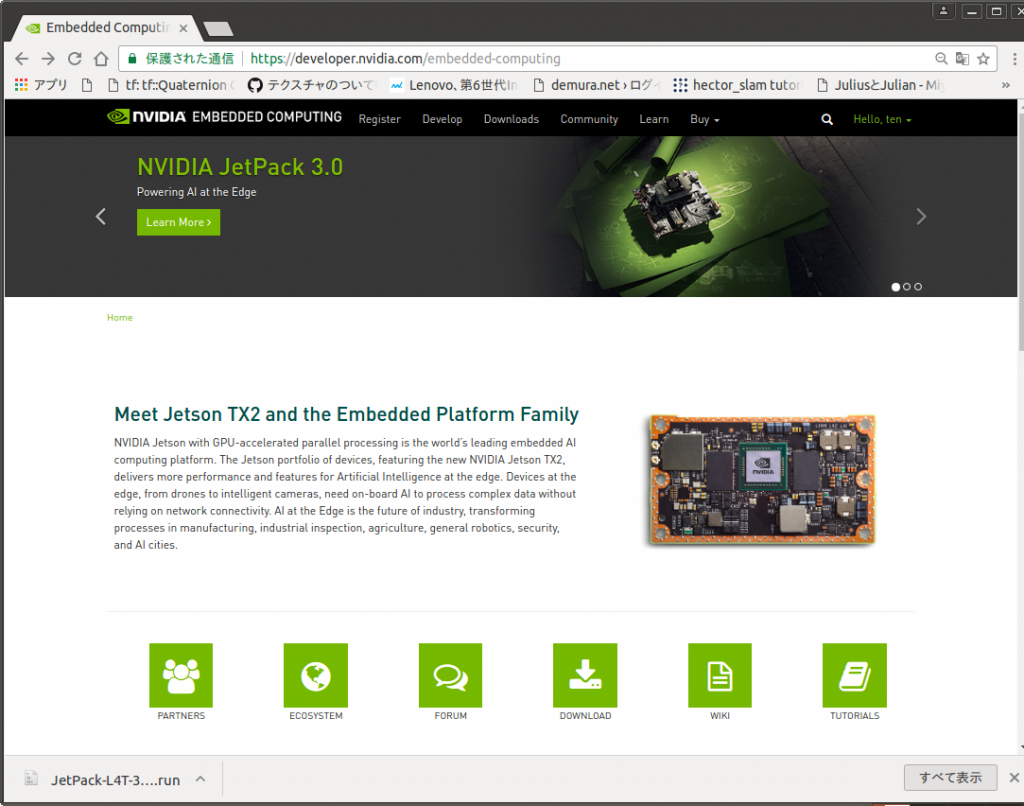 Embedded Computin
保護された通信 https://developer.nvidia.com/embedded-computing
アプリ tf: tf::Quaternion テクスチャのついて Lenovo、第6世代In demura.net › ログイ hector_slam tutor JuliusとJulian - Mi
NVIDIA EMBEDDED COMPUTING Register Develop Downloads Community Learn Buy Hello, ten
NVIDIA JetPack 3.0
Powering AI at the Edge
Learn More ›
Home
Meet Jetson TX2 and the Embedded Platform Family
NVIDIA Jetson with GPU-accelerated parallel processing is the world's leading embedded AI
computing platform. The Jetson portfolio of devices, featuring the new NVIDIA Jetson TX2,
delivers more performance and features for Artificial Intelligence at the edge. Devices at the
edge, from drones to intelligent cameras, need on-board AI to process complex data without
relying on network connectivity. AI at the Edge is the future of industry, transforming
processes in manufacturing, industrial inspection, agriculture, general robotics, security,
and AI cities.
NVIDIA
PARTNERS ECOSYSTEM FORUM DOWNLOAD WIKI TUTORIALS
JetPack-L4T-3....run すべて表示